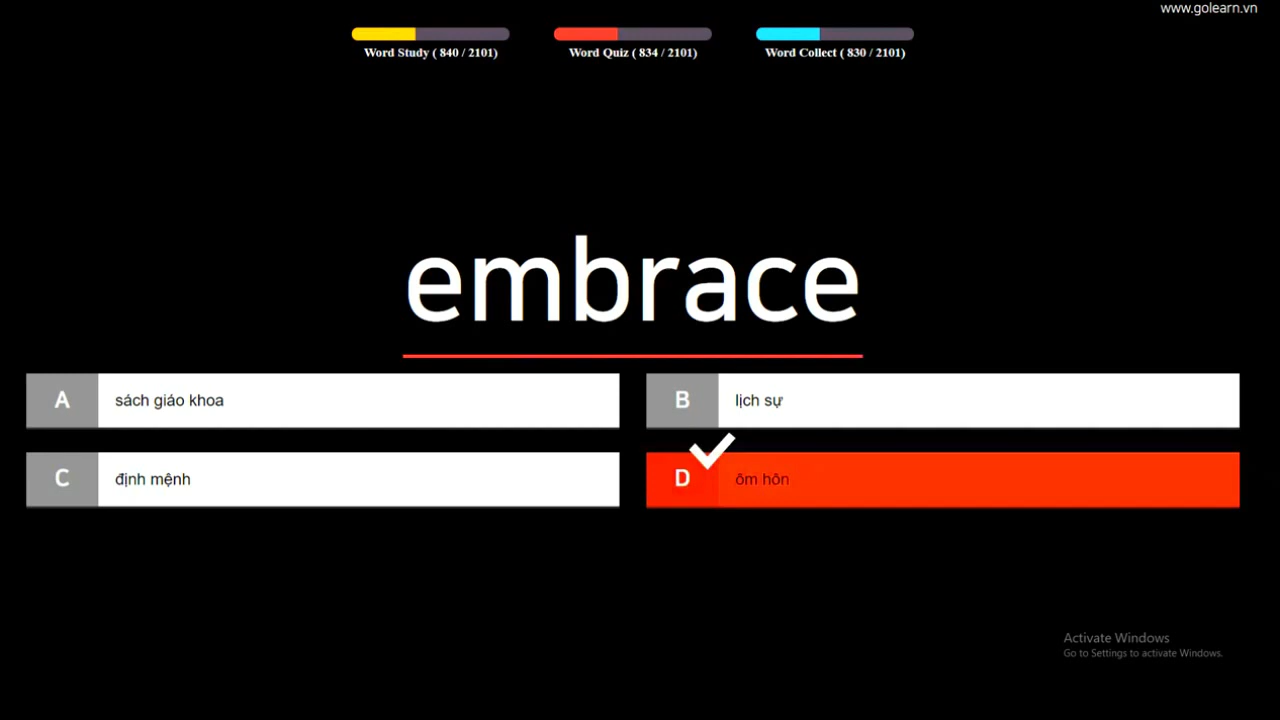 www.golearn.vn
Word Study ( 840 / 2101)
Word Quiz ( 834 / 2101)
Word Collect ( 830 / 2101)
embrace
A sách giáo khoa
B lịch sự
C định mệnh
D ôm hôn
Activate Windows
Go to Settings to activate Windows.